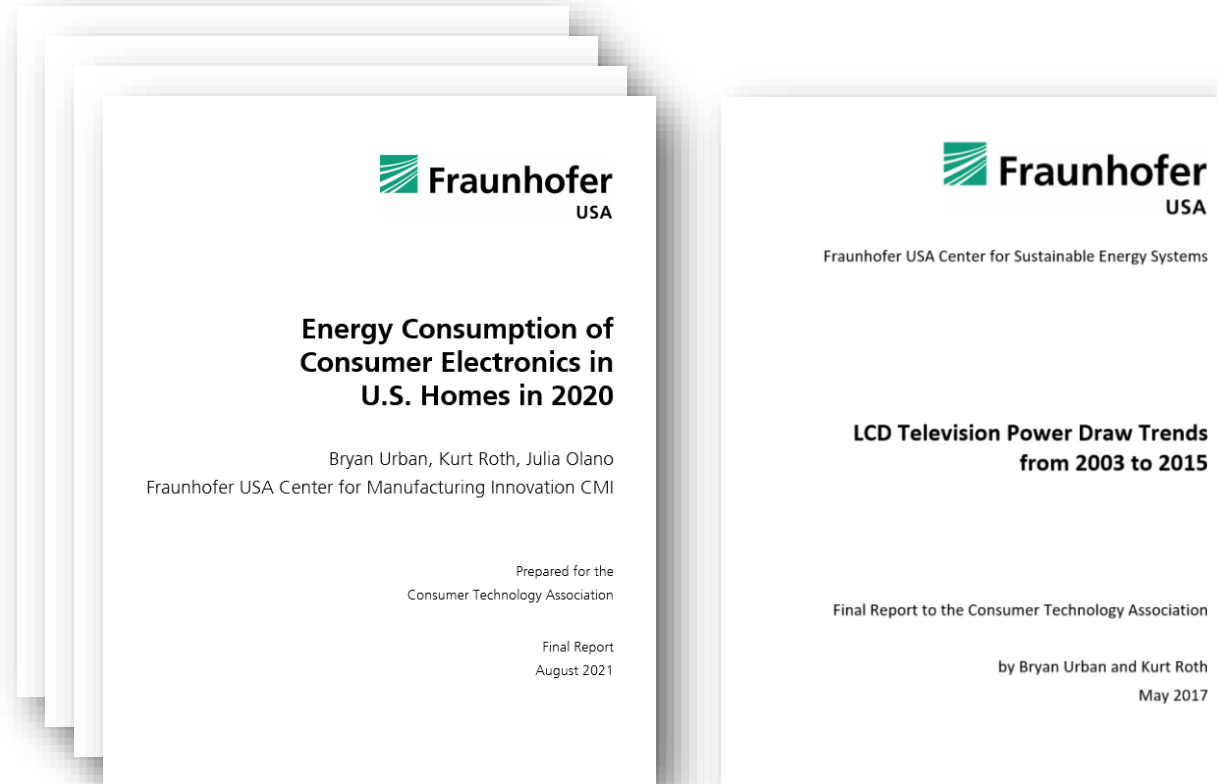 Fraunhofer
USA
Energy Consumption of
Consumer Electronics in
U.S. Homes in 2020
Bryan Urban, Kurt Roth, Julia Olano
Fraunhofer USA Center for Manufacturing Innovation CMI
Prepared for the
Consumer Technology Association
Final Report
August 2021
Fraunhofer
USA
Fraunhofer USA Center for Sustainable Energy Systems
LCD Television Power Draw Trends
from 2003 to 2015
Final Report to the Consumer Technology Association
by Bryan Urban and Kurt Roth
May 2017